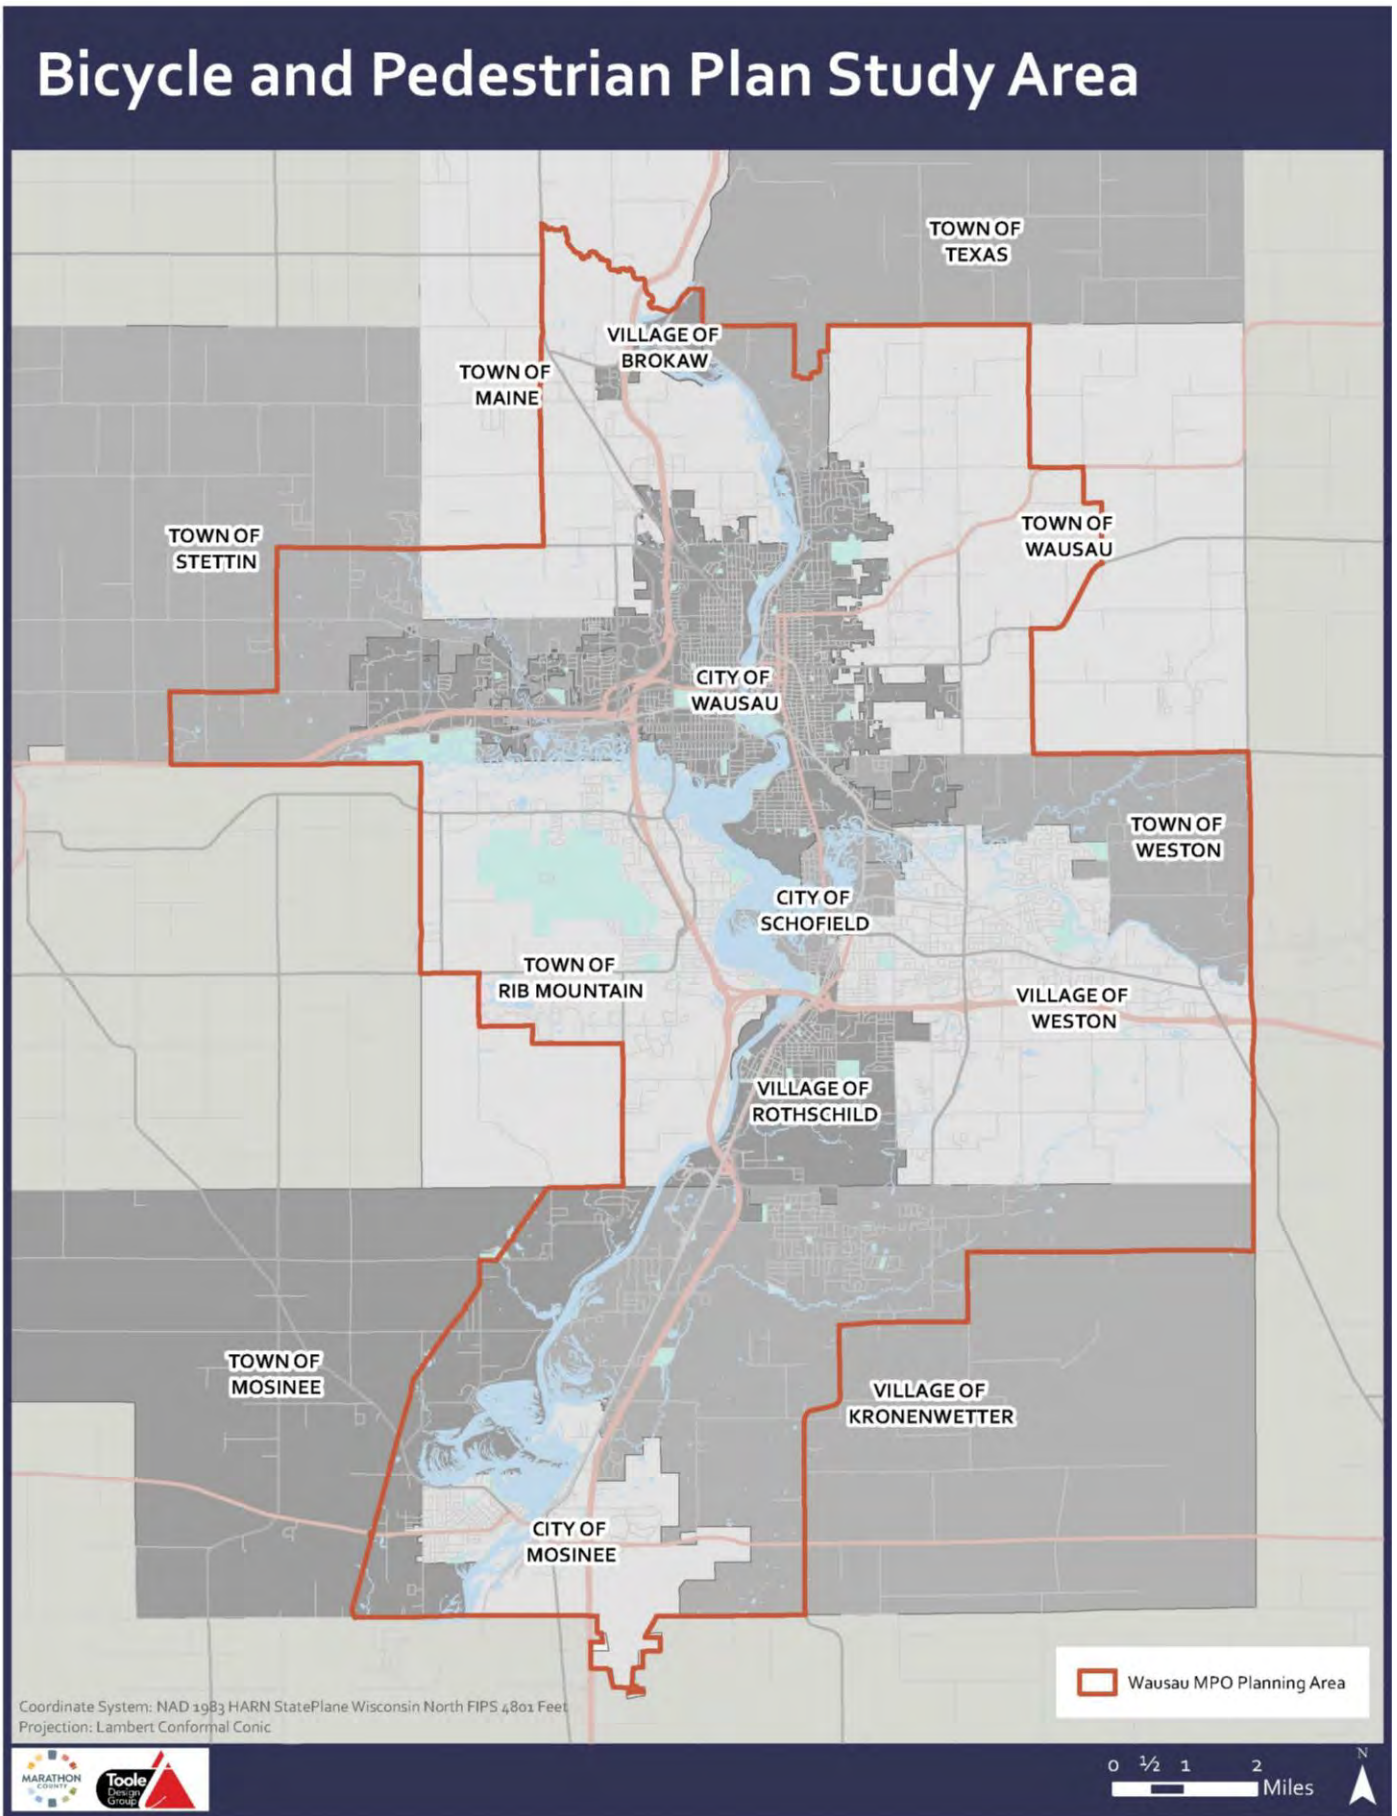 Bicycle and Pedestrian Plan Study Area
TOWN OF
TEXAS
VILLAGE OF
BROKAW
TOWN OF
MAINE
TOWN OF
STETTIN
TOWN OF
WAUSAU
CITY OF
WAUSAU
TOWN OF
WESTON
CITY OF
SCHOFIELD
TOWN OF
RIB MOUNTAIN
VILLAGE OF
WESTON
VILLAGE OF
ROTHSCHILD
TOWN OF
MOSINEE
VILLAGE OF
KRONENWETTER
CITY OF
MOSINEE
Wausau MPO Planning Area
Coordinate System: NAD 1983 HARN StatePlane Wisconsin North FIPS 4801 Feet
Projection: Lambert Conformal Conic
MARATHON
COUNTY
Toole
Design
Group
0 ½ 1 2
Miles
N